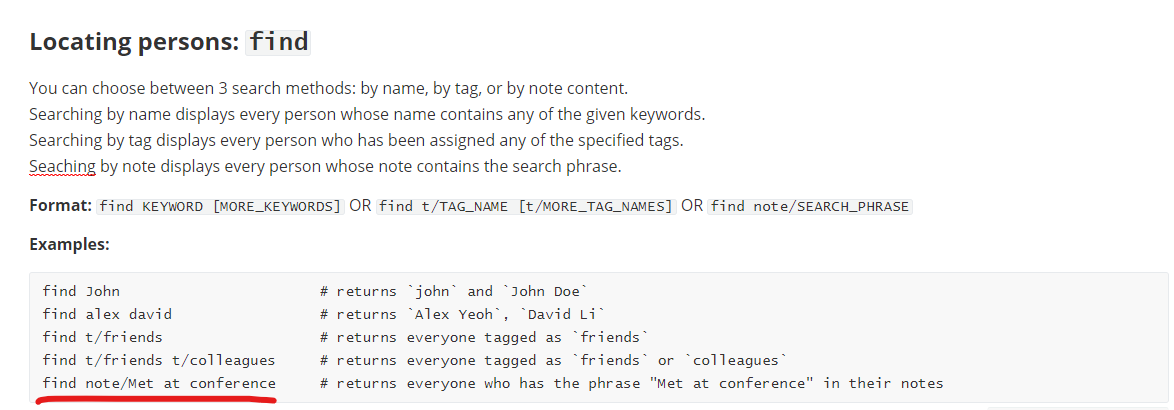 Locating persons: find
You can choose between 3 search methods: by name, by tag, or by note content.
Searching by name displays every person whose name contains any of the given keywords.
Searching by tag displays every person who has been assigned any of the specified tags.
Seaching by note displays every person whose note contains the search phrase.
Format: find KEYWORD [MORE_KEYWORDS] OR find t/TAG_NAME [t/MORE_TAG_NAMES] OR find note/SEARCH_PHRASE
Examples:
find John # returns `john` and `John Doe`
find alex david # returns `Alex Yeoh`, `David Li`
find t/friends # returns everyone tagged as `friends`
find t/friends t/colleagues # returns everyone tagged as `friends` or `colleagues`
find note/Met at conference # returns everyone who has the phrase "Met at conference" in their notes